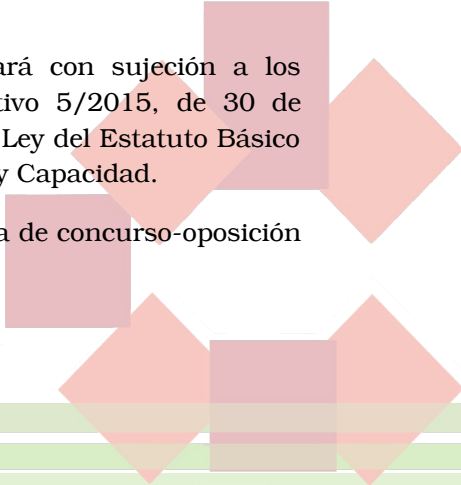 ará con sujeción a los
tivo 5/2015, de 30 de
Ley del Estatuto Básico
y Capacidad.
a de concurso-oposición